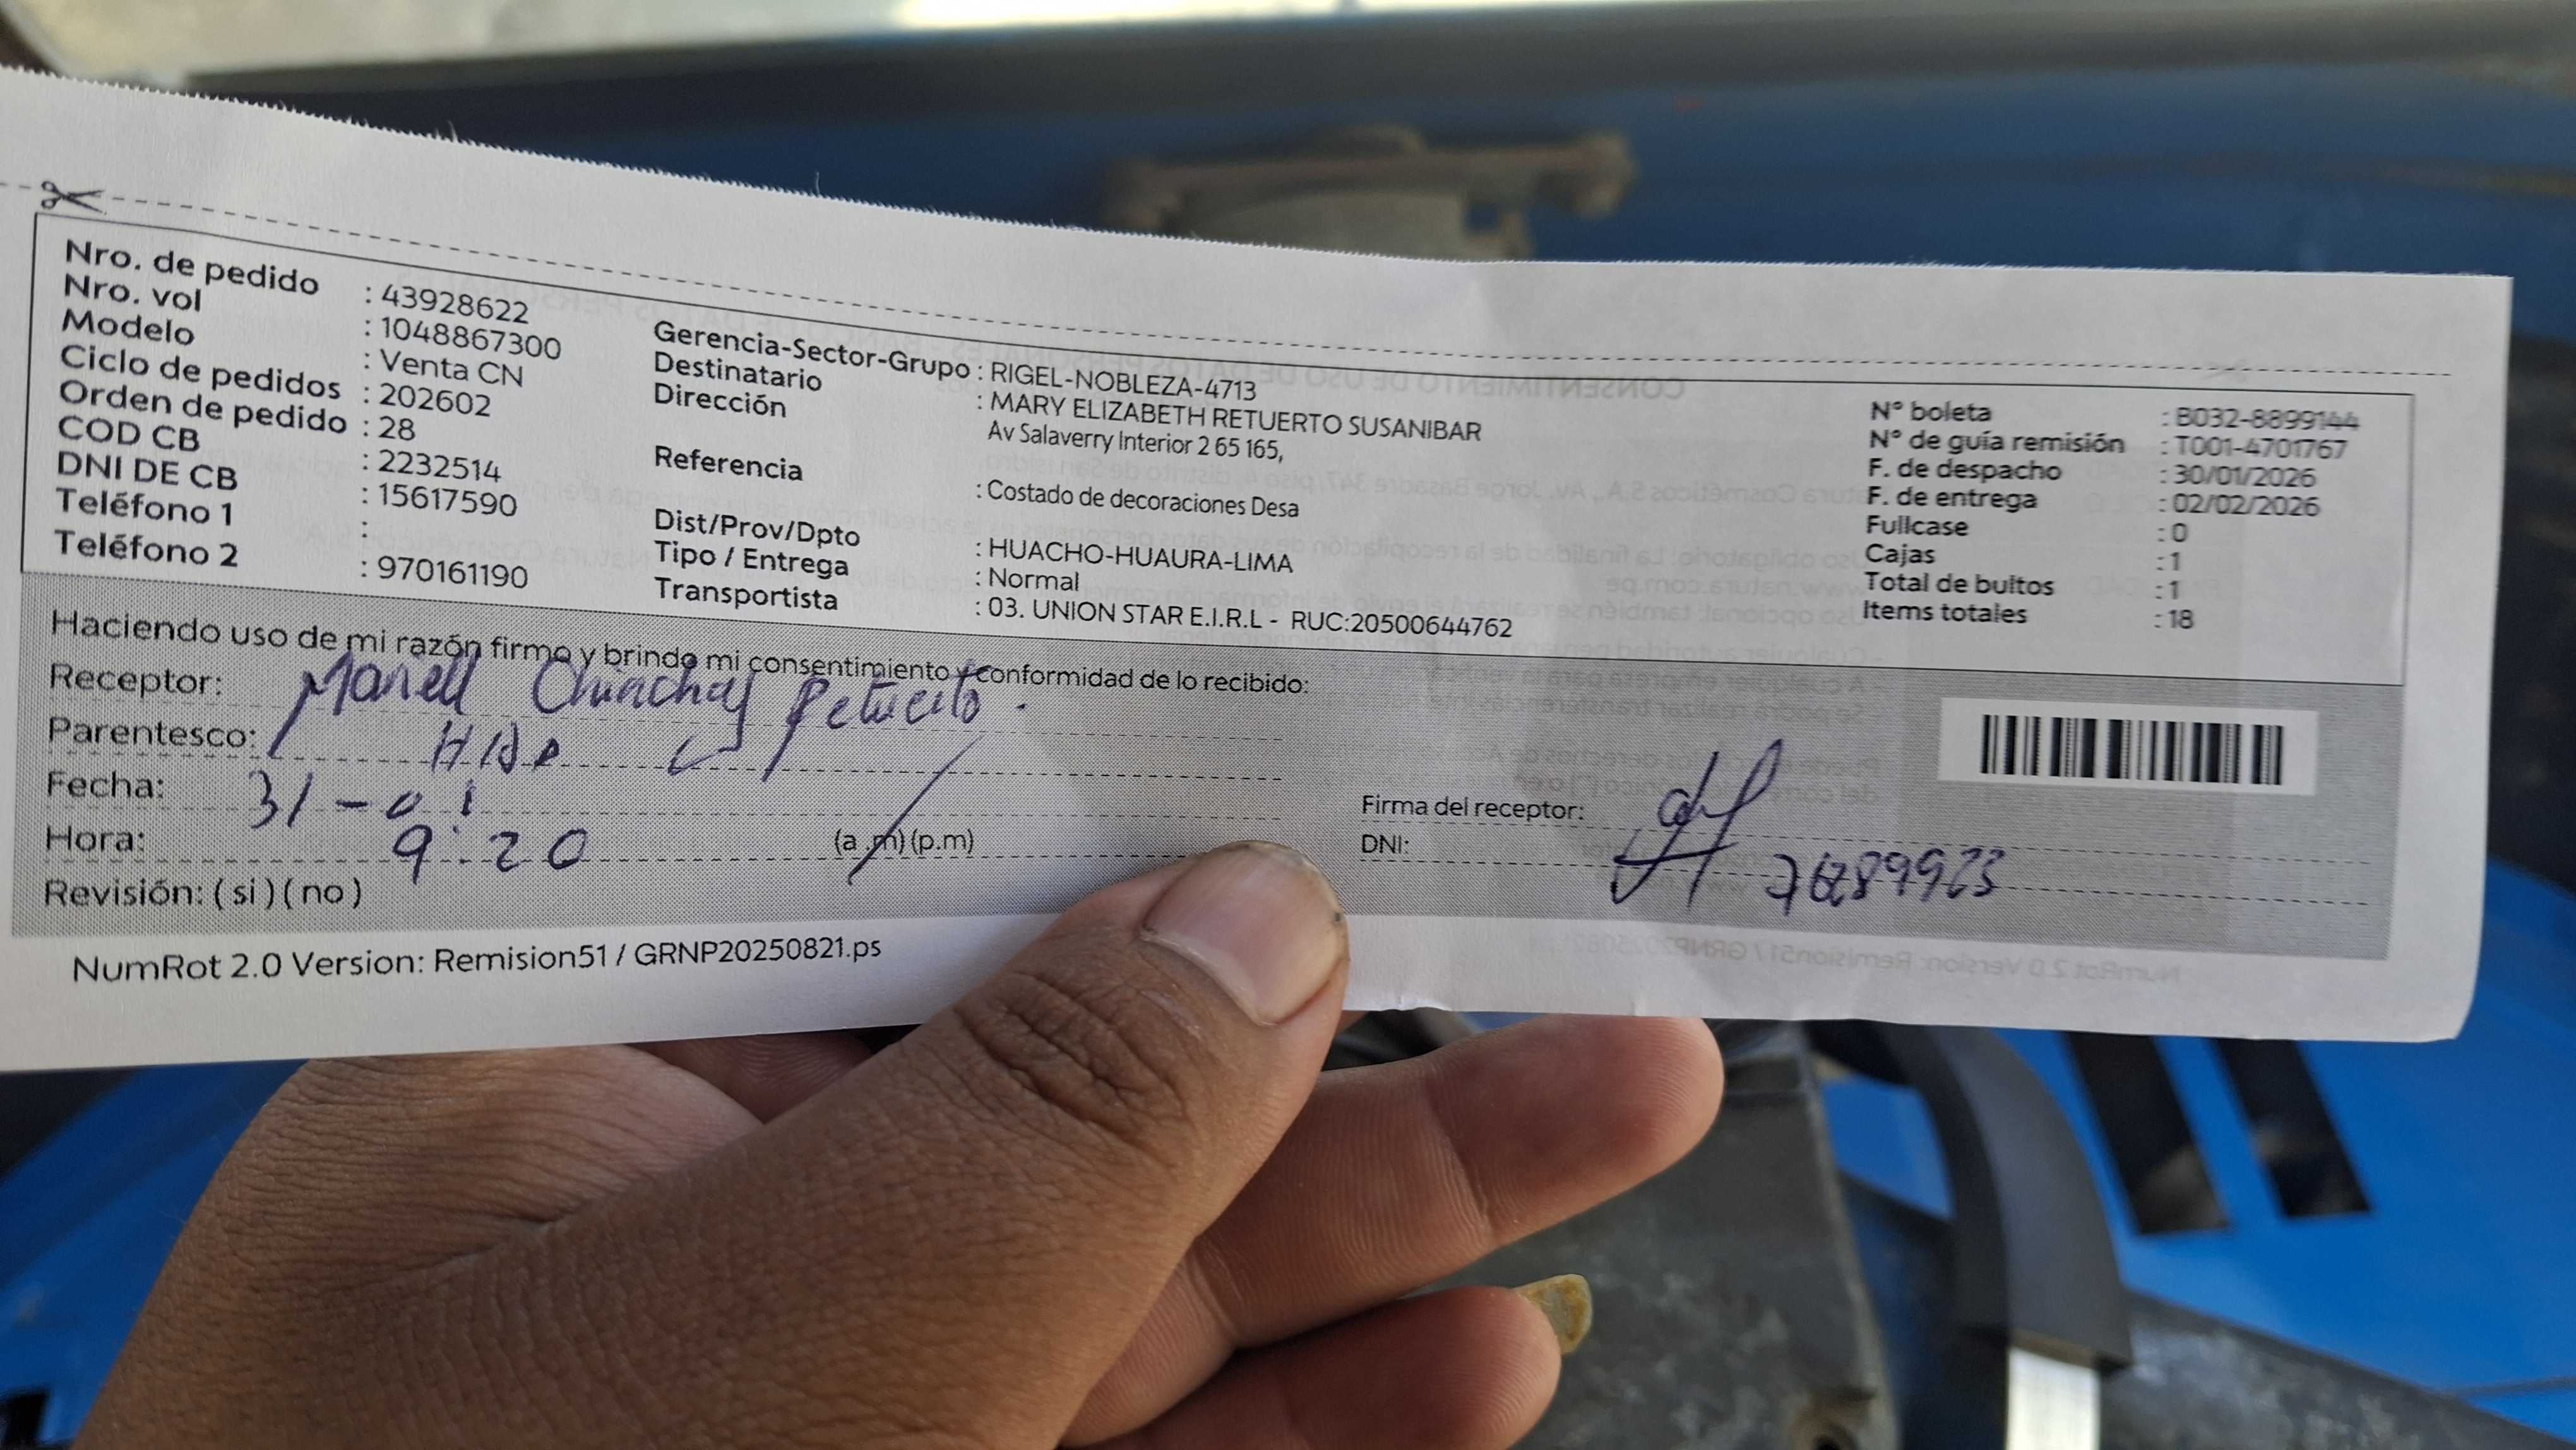 Nro. de pedido : 43928622
Nro. vol : 1048867300
Modelo : Venta CN
Ciclo de pedidos : 202602
Orden de pedido : 28
COD CB : 2232514
DNI DE CB : 15617590
Teléfono 1 :
Teléfono 2 : 970161190
Gerencia-Sector-Grupo : RIGEL-NOBLEZA-4713
Destinatario : MARY ELIZABETH RETUERTO SUSANIBAR
Dirección Av Salaverry Interior 2 65 165,
Referencia : Costado de decoraciones Desa
Dist/Prov/Dpto : HUACHO-HUAURA-LIMA
Tipo / Entrega : Normal
Transportista : 03. UNION STAR E.I.R.L - RUC:20500644762
N° boleta : B032-8899144
N° de guía remisión : T001-4701767
F. de despacho : 30/01/2026
F. de entrega : 02/02/2026
Fullcase : 0
Cajas : 1
Total de bultos : 1
Items totales : 18
Haciendo uso de mi razón firmo y brindo mi consentimiento y conformidad de lo recibido:
Receptor: Retuerto.
Parentesco: Hija
Fecha: 31-01
Hora: 9:20 (a.m)(p.m)
Revisión: ( si ) ( no )
Firma del receptor:
DNI:
NumRot 2.0 Version: Remision51 / GRNP20250821.ps